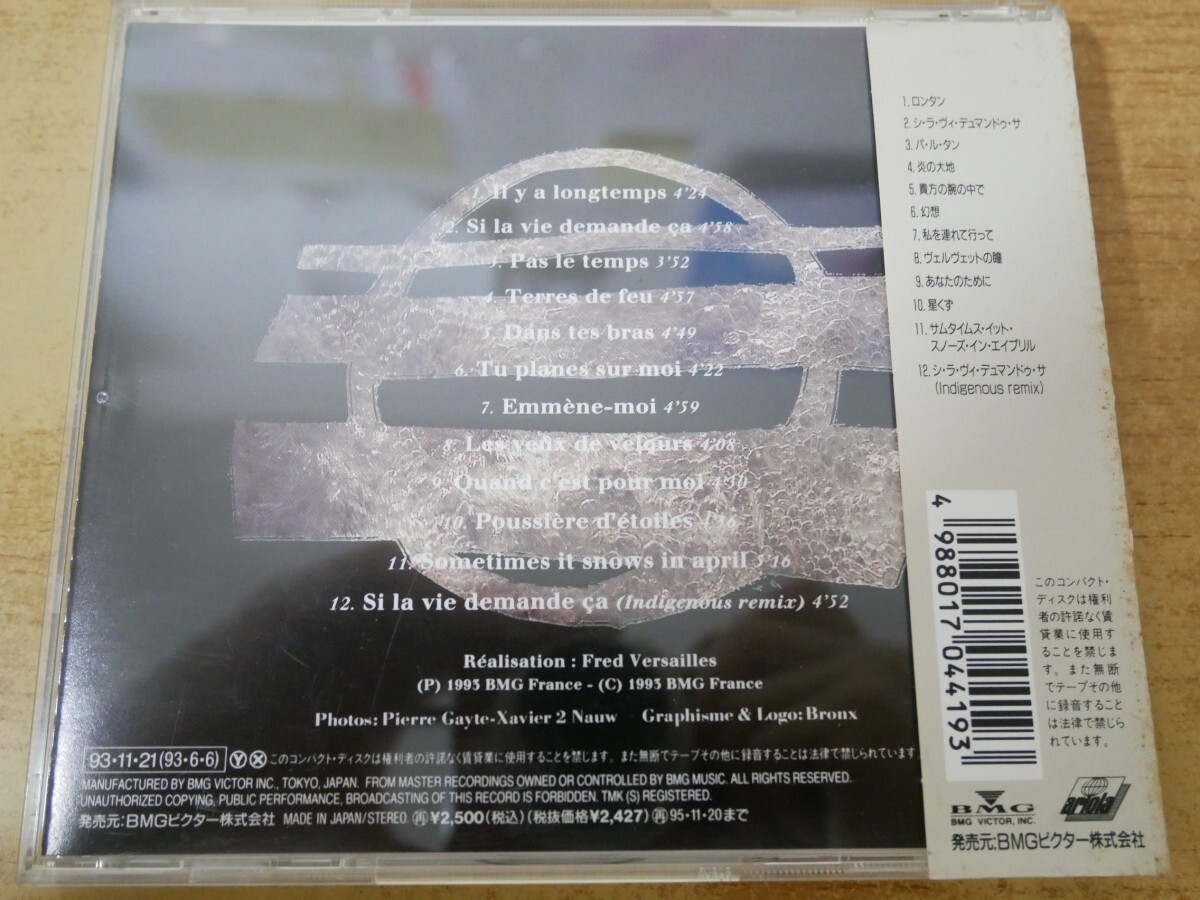 1. Il y a longtemps 4'24
2. Si la vie demande ça 4'58
3. Pas le temps 3'52
4. Terres de feu 4'57
5. Dans tes bras 4'49
6. Tu planes sur moi 4'22
7. Emmène-moi 4'59
8. Les yeux de velours 4'08
9. Quand c'est pour moi
10. Poussière d'étoiles
11. Sometimes it snows in april 5'16
12. Si la vie demande ça (Indigenous remix) 4'52
Réalisation : Fred Versailles
(P) 1993 BMG France - (C) 1993 BMG France
Photos: Pierre Gayte-Xavier 2 Nauw Graphisme & Logo: Bronx
93・11・21(93・6・6) Ⓨ Ⓧ このコンパクト・ディスクは権利者の許諾なく賃貸業に使用することを禁じます。また無断でテープその他に録音することは法律で禁じられています。
MANUFACTURED BY BMG VICTOR INC., TOKYO, JAPAN. FROM MASTER RECORDINGS OWNED OR CONTROLLED BY BMG MUSIC. ALL RIGHTS RESERVED.
UNAUTHORIZED COPYING, PUBLIC PERFORMANCE, BROADCASTING OF THIS RECORD IS FORBIDDEN. TMK (S) REGISTERED.
発売元:BMGビクター株式会社 MADE IN JAPAN/STEREO. ㊢¥2,500(税込)(税抜価格¥2,427) ㊢95・11・20まで
1. ロンタン
2. シ・ラ・ヴィ・デュマンドゥ・サ
3. パ・ル・タン
4. 炎の大地
5. 貴方の腕の中で
6. 幻想
7. 私を連れて行って
8. ヴェルヴェットの瞳
9. あなたのために
10. 星くず
11. サムタイムス・イット・
スノーズ・イン・エイプリル
12. シ・ラ・ヴィ・デュマンドゥ・サ
(Indigenous remix)
4 988017 044193
このコンパクト・
ディスクは権利
者の許諾なく賃
貸業に使用す
ることを禁じま
す。また無断
でテープその他
に録音すること
は法律で禁じら
れています。
BMG
BMG VICTOR, INC.
ariola
発売元:BMGビクター株式会社